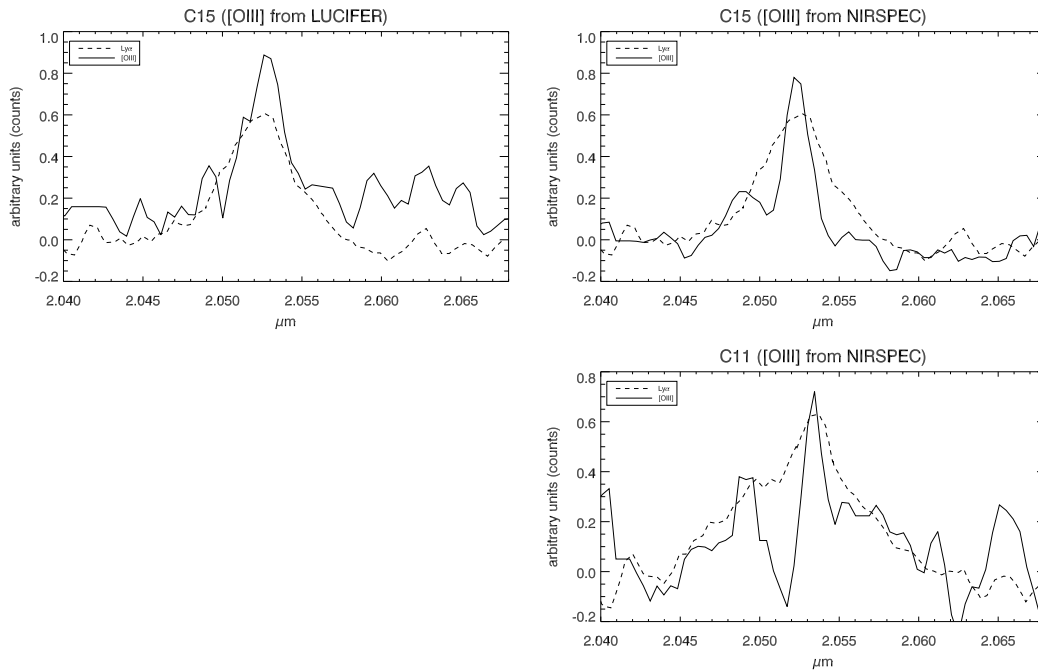 C15 ([OIII] from LUCIFER)
1.0
0.8
0.6
0.4
0.2
0.0
-0.2
arbitrary units (counts)
Lyα
[OIII]
2.040
2.045
2.050
2.055
2.060
2.065
μm
C15 ([OIII] from NIRSPEC)
1.0
0.8
0.6
0.4
0.2
0.0
-0.2
arbitrary units (counts)
Lyα
[OIII]
2.040
2.045
2.050
2.055
2.060
2.065
μm
C11 ([OIII] from NIRSPEC)
0.8
0.6
0.4
0.2
0.0
-0.2
arbitrary units (counts)
Lyα
[OIII]
2.040
2.045
2.050
2.055
2.060
2.065
μm